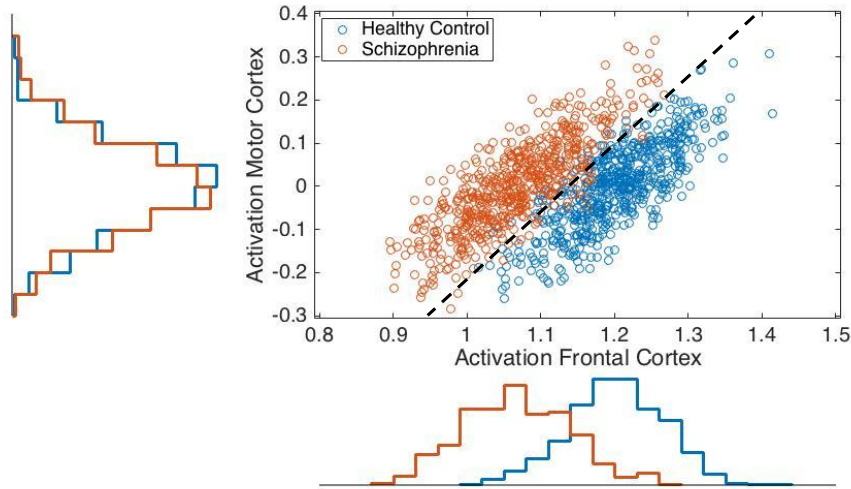 Healthy Control
Schizophrenia
Activation Motor Cortex
0.4
0.3
0.2
0.1
0
-0.1
-0.2
-0.3
0.8 0.9 1 1.1 1.2 1.3 1.4 1.5
Activation Frontal Cortex